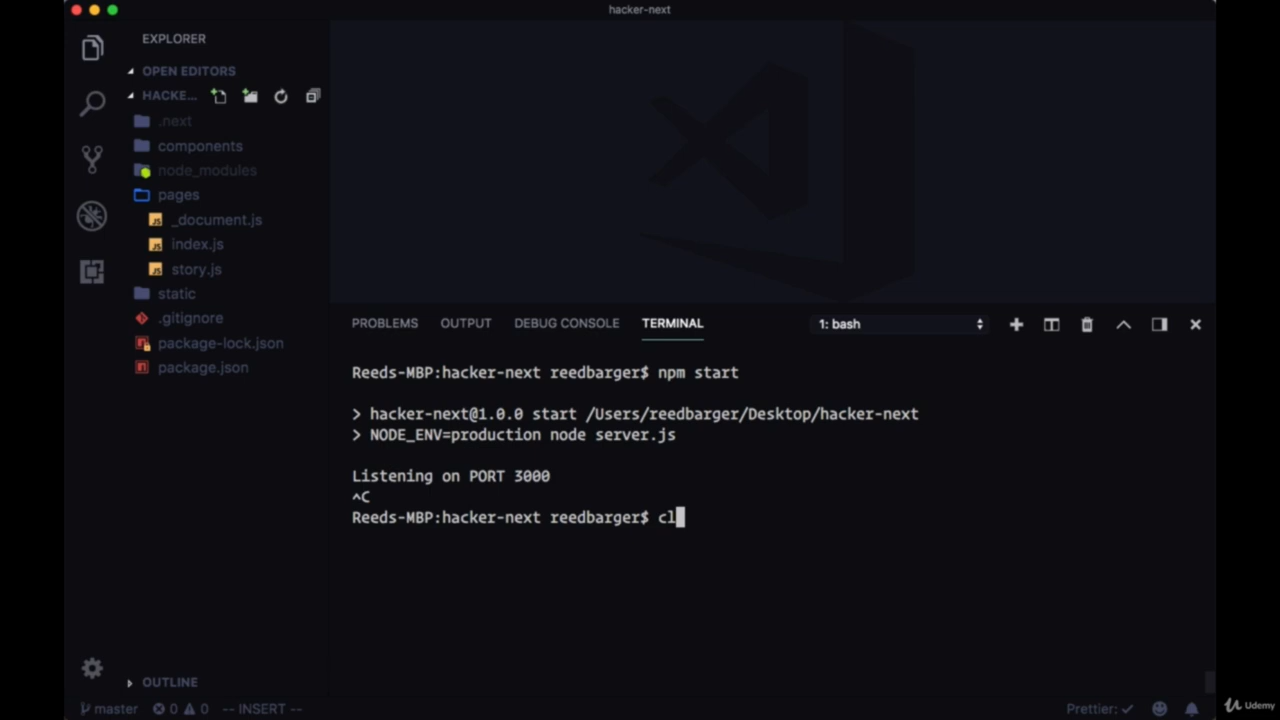 hacker-next
EXPLORER
OPEN EDITORS
HACKE...
.next
components
node_modules
pages
_document.js
index.js
story.js
static
.gitignore
package-lock.json
package.json
OUTLINE
PROBLEMS OUTPUT DEBUG CONSOLE TERMINAL 1: bash
Reeds-MBP:hacker-next reedbarger$ npm start
> hacker-next@1.0.0 start /Users/reedbarger/Desktop/hacker-next
> NODE_ENV=production node server.js
Listening on PORT 3000
^C
Reeds-MBP:hacker-next reedbarger$ cl
master 0 0 -- INSERT -- Prettier: ✓
Udemy